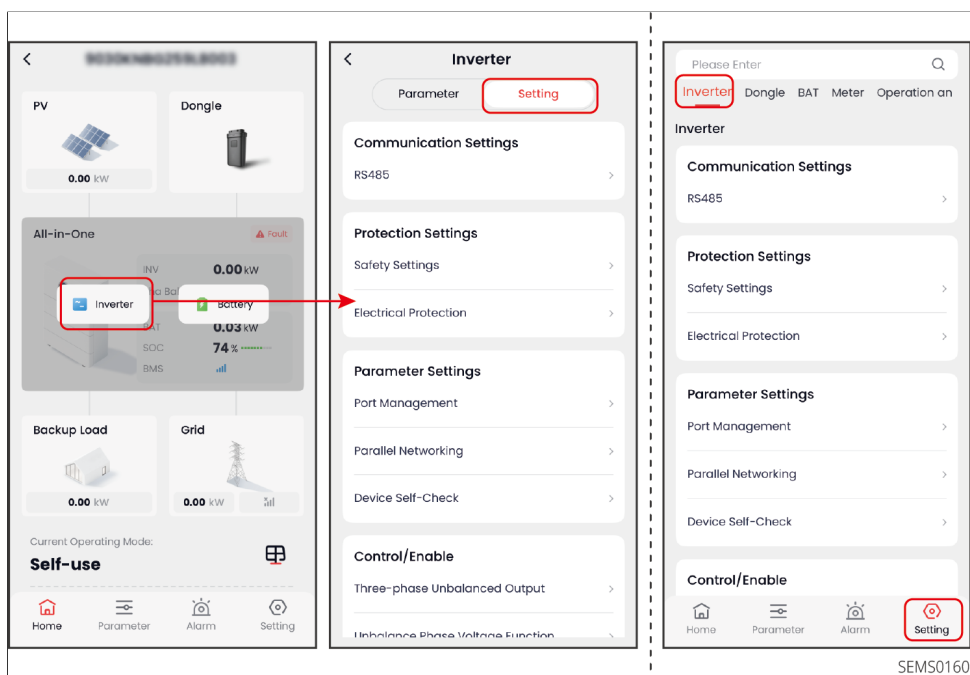 PV
Dongle
0.00 kW
All-in-One
Fault
INV 0.00 kW
Inverter
Battery
BAT 0.03 kW
SOC 74 %
BMS
Backup Load
Grid
0.00 kW
0.00 kW
Current Operating Mode:
Self-use
Home Parameter Alarm Setting
Inverter
Parameter Setting
Communication Settings
RS485
Protection Settings
Safety Settings
Electrical Protection
Parameter Settings
Port Management
Parallel Networking
Device Self-Check
Control/Enable
Three-phase Unbalanced Output
Unbalance Phase Voltage Function
Please Enter
Inverter Dongle BAT Meter Operation an
Inverter
Communication Settings
RS485
Protection Settings
Safety Settings
Electrical Protection
Parameter Settings
Port Management
Parallel Networking
Device Self-Check
Control/Enable
Home Parameter Alarm Setting
SEMS0160